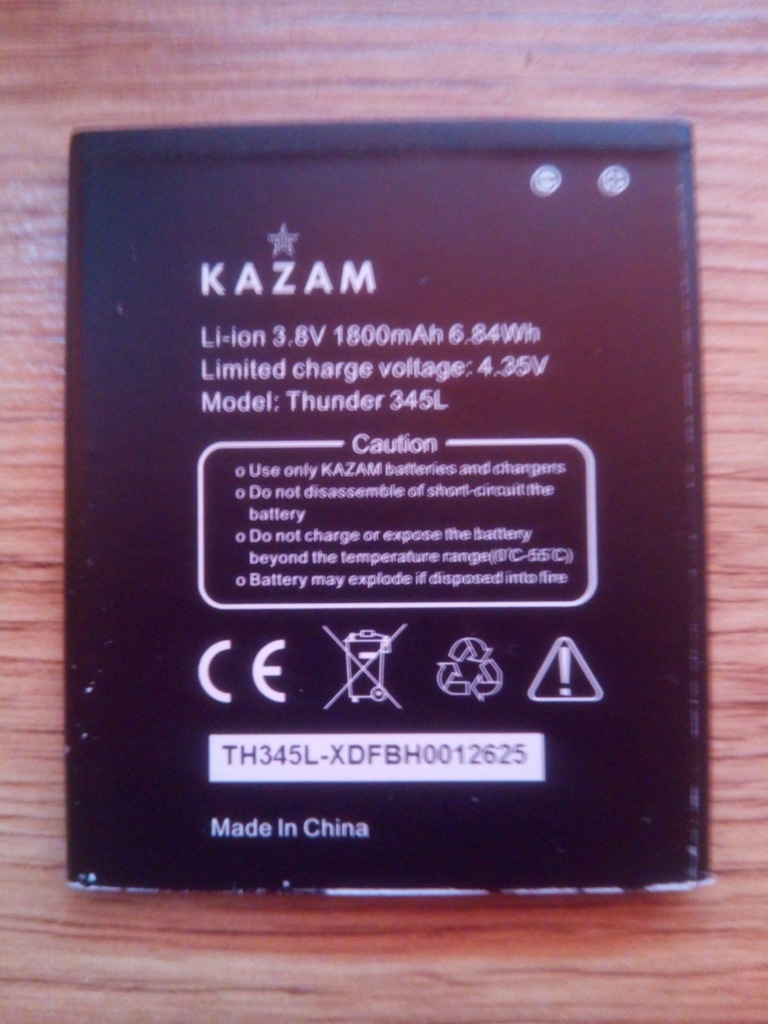 KAZAM
Li-ion 3.8V 1800mAh 6.84Wh
Limited charge voltage: 4.35V
Model: Thunder 345L
Caution
o Use only KAZAM batteries and chargers
o Do not disassemble of short-circuit the
battery
o Do not charge or expose the battery
beyond the temperature range(0℃-55℃)
o Battery may explode if disposed into fire
CE
TH345L-XDFBH0012625
Made In China